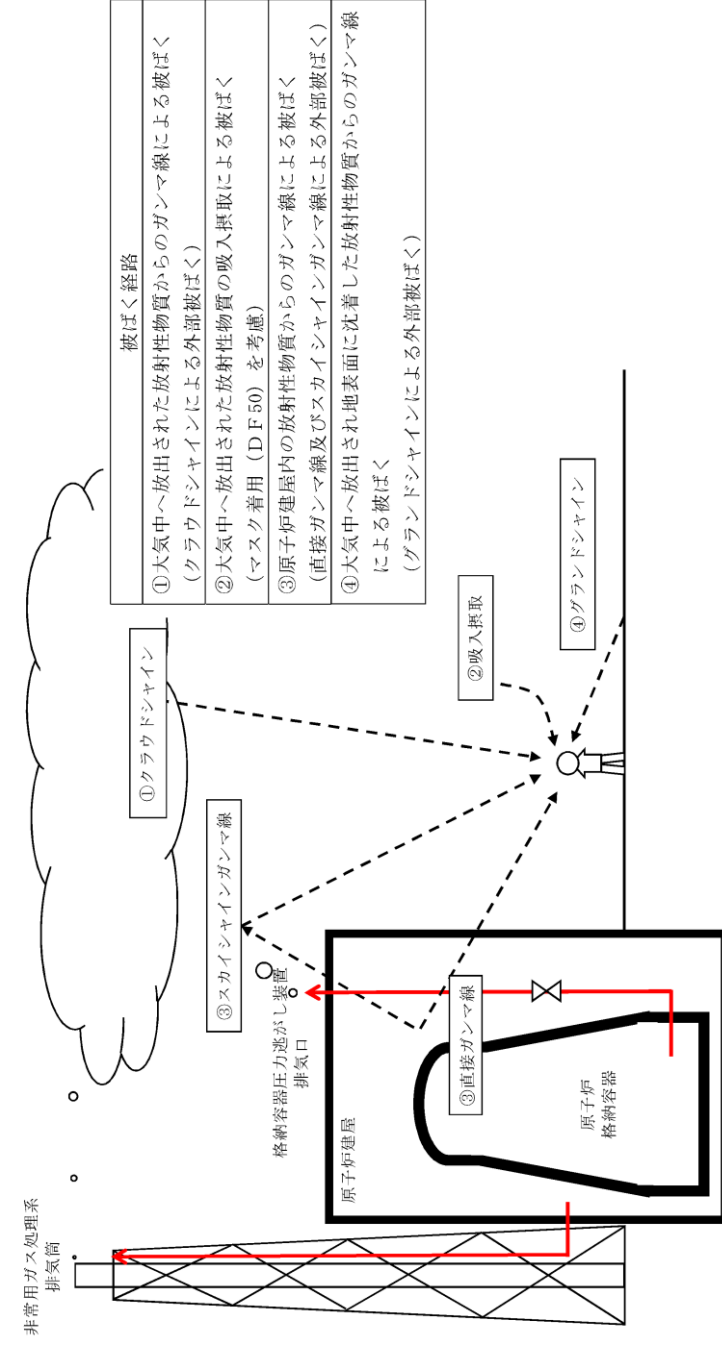 被ばく経路
①大気中へ放出された放射性物質からのガンマ線による被ばく
(クラウドシャインによる外部被ばく)
②大気中へ放出された放射性物質の吸入摂取による被ばく
(マスク着用(DF50)を考慮)
③原子炉建屋内の放射性物質からのガンマ線による被ばく
(直接ガンマ線及びスカイシャインガンマ線による外部被ばく)
④大気中へ放出され地表面に沈着した放射性物質からのガンマ線
による被ばく
(グランドシャインによる外部被ばく)
非常用ガス処理系
排気筒
①クラウドシャイン
③スカイシャインガンマ線
格納容器圧力逃がし装置
排気口
②吸入摂取
④グランドシャイン
原子炉建屋
③直接ガンマ線
原子炉
格納容器